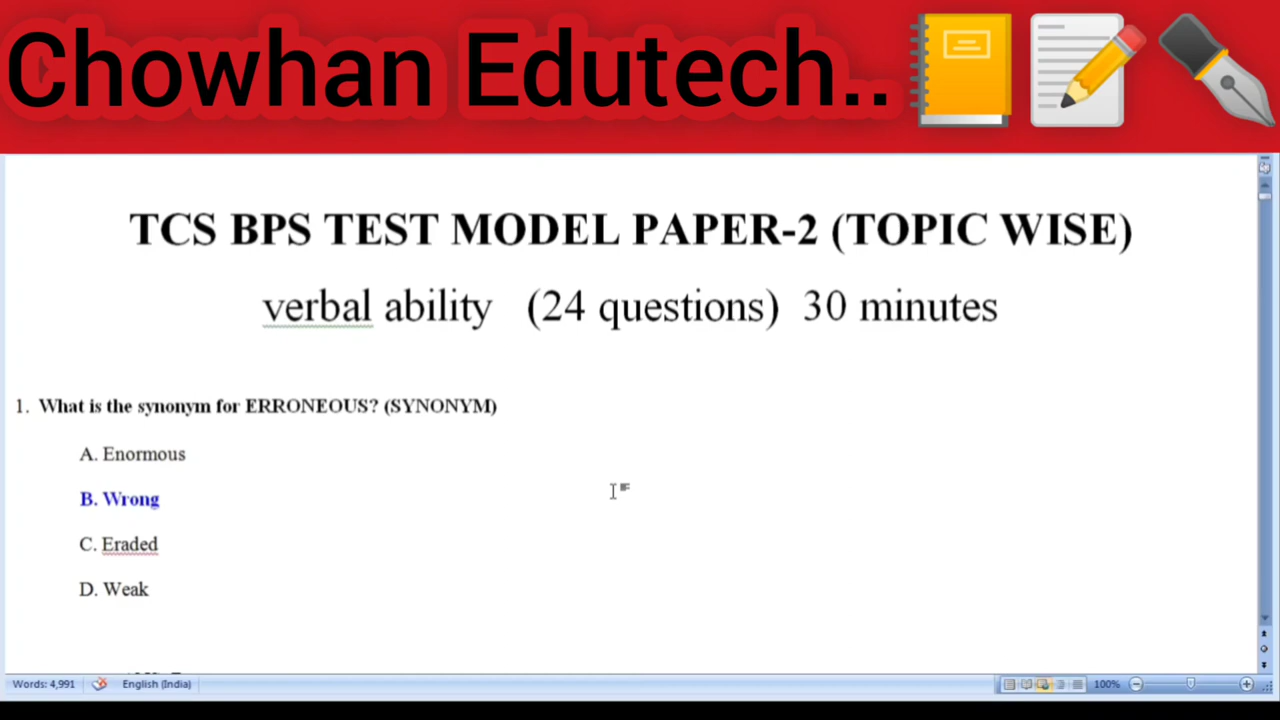 Chowhan Edutech..
TCS BPS TEST MODEL PAPER-2 (TOPIC WISE)
verbal ability (24 questions) 30 minutes
1. What is the synonym for ERRONEOUS? (SYNONYM)
A. Enormous
B. Wrong
C. Eraded
D. Weak
Words: 4,991 English (India) 100%